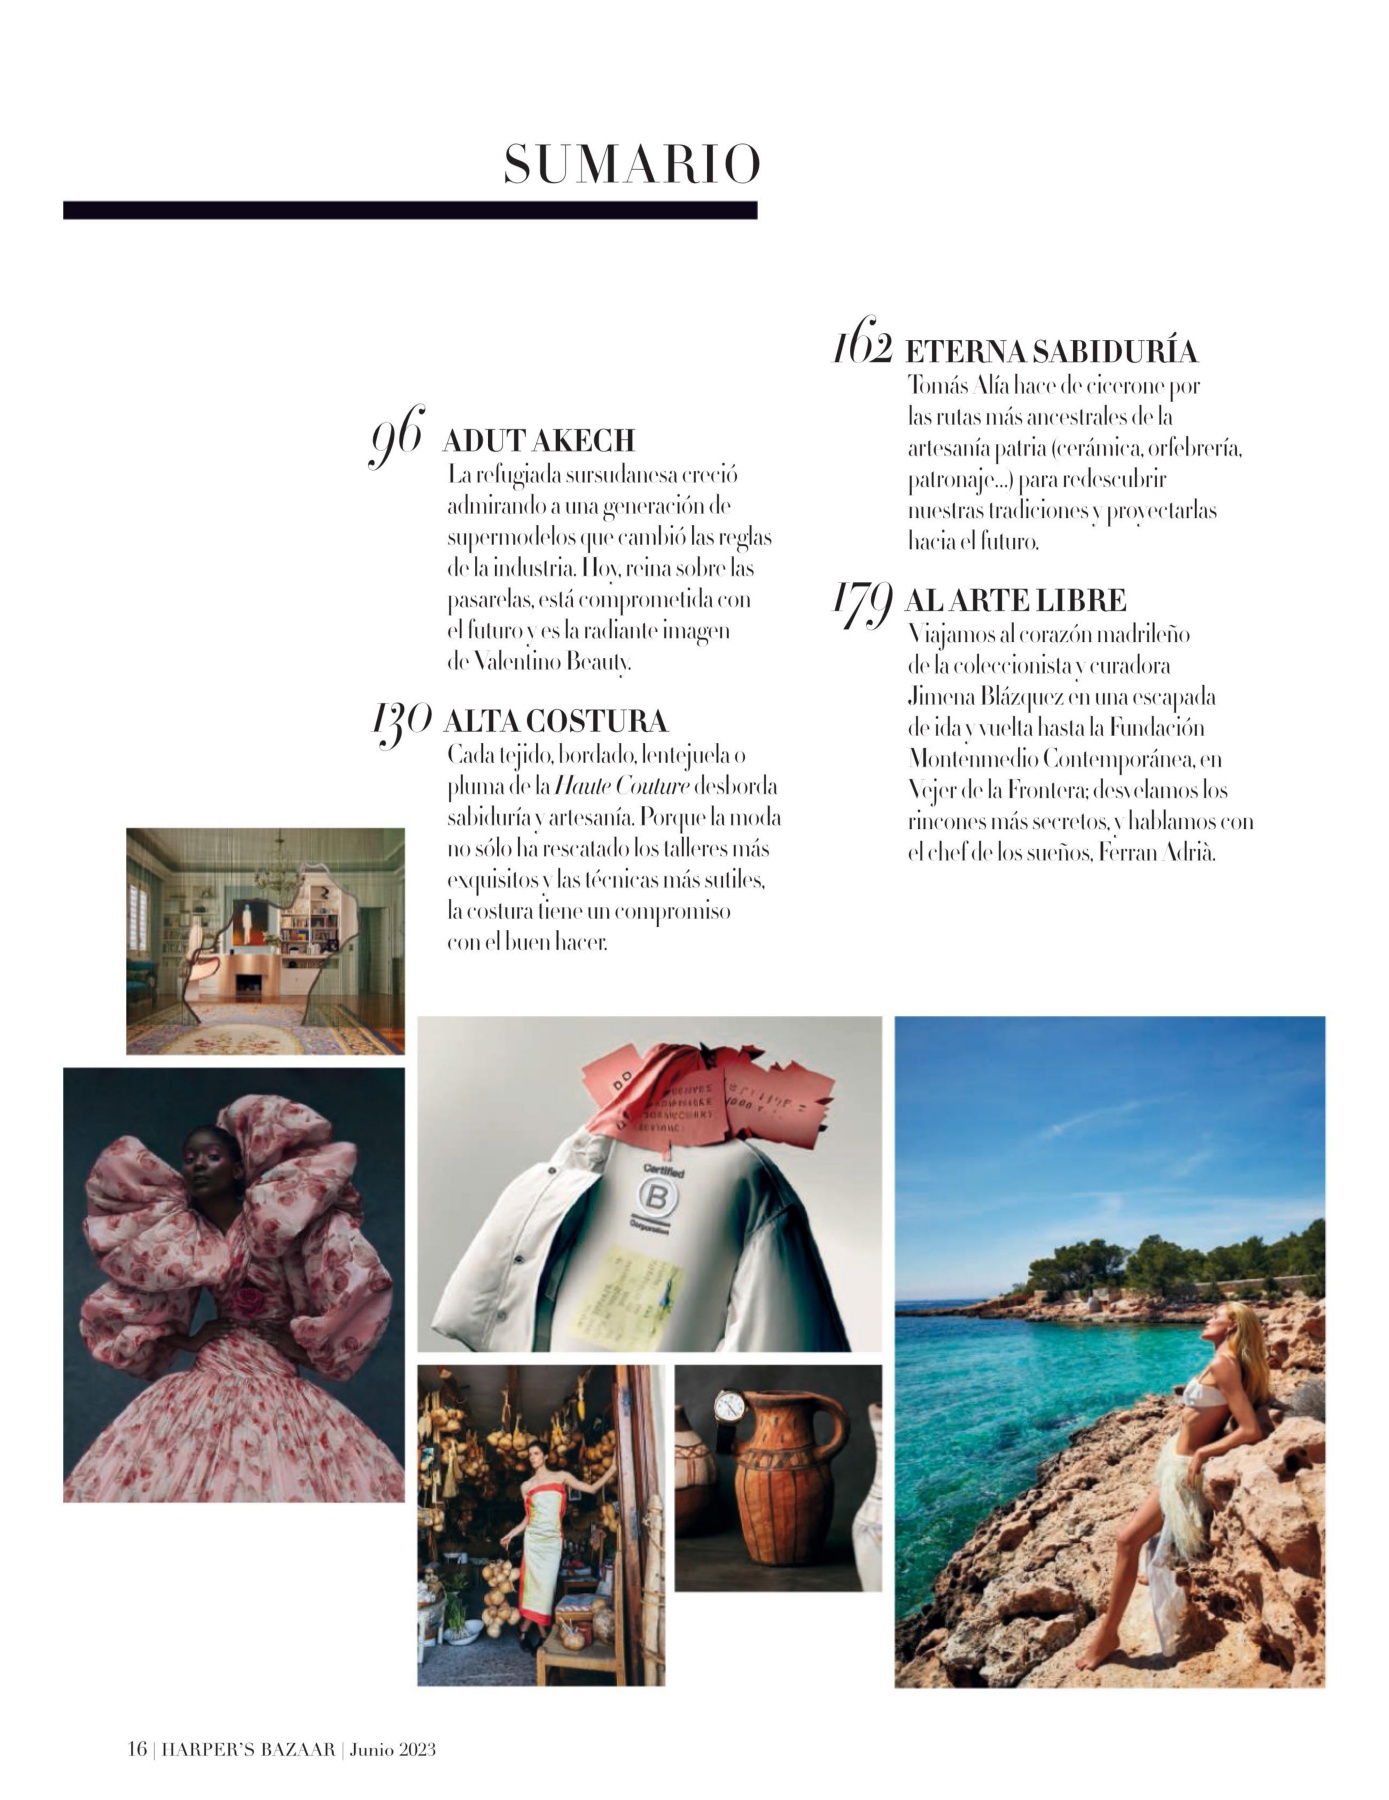 SUMARIO
96 ADUT AKECH
La refugiada sursudanesa creció
admirando a una generación de
supermodelos que cambió las reglas
de la industria. Hoy, reina sobre las
pasarelas, está comprometida con
el futuro y es la radiante imagen
de Valentino Beauty.
130 ALTA COSTURA
Cada tejido, bordado, lentejuela o
pluma de la Haute Couture desborda
sabiduría y artesanía. Porque la moda
no sólo ha rescatado los talleres más
exquisitos y las técnicas más sutiles,
la costura tiene un compromiso
con el buen hacer.
162 ETERNA SABIDURÍA
Tomás Alía hace de cicerone por
las rutas más ancestrales de la
artesanía patria (cerámica, orfebrería,
patronaje...) para redescubrir
nuestras tradiciones y proyectarlas
hacia el futuro.
179 AL ARTE LIBRE
Viajamos al corazón madrileño
de la coleccionista y curadora
Jimena Blázquez en una escapada
de ida y vuelta hasta la Fundación
Montenmedio Contemporánea, en
Vejer de la Frontera; desvelamos los
rincones más secretos, y hablamos con
el chef de los sueños, Ferran Adrià.
DO
Certified
B
Corporation
16 | HARPER'S BAZAAR | Junio 2023